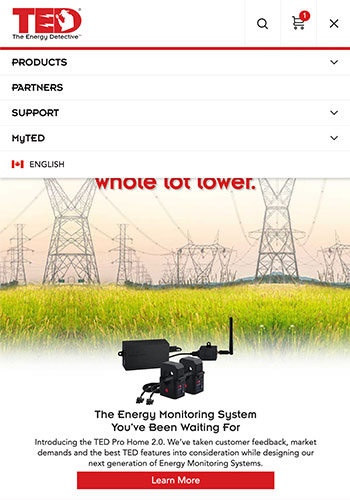 TED
The Energy Detective™
1
PRODUCTS
PARTNERS
SUPPORT
MyTED
ENGLISH
whole lot lower.
The Energy Monitoring System
You've Been Waiting For
Introducing the TED Pro Home 2.0. We've taken customer feedback, market
demands and the best TED features into consideration while designing our
next generation of Energy Monitoring Systems.
Learn More